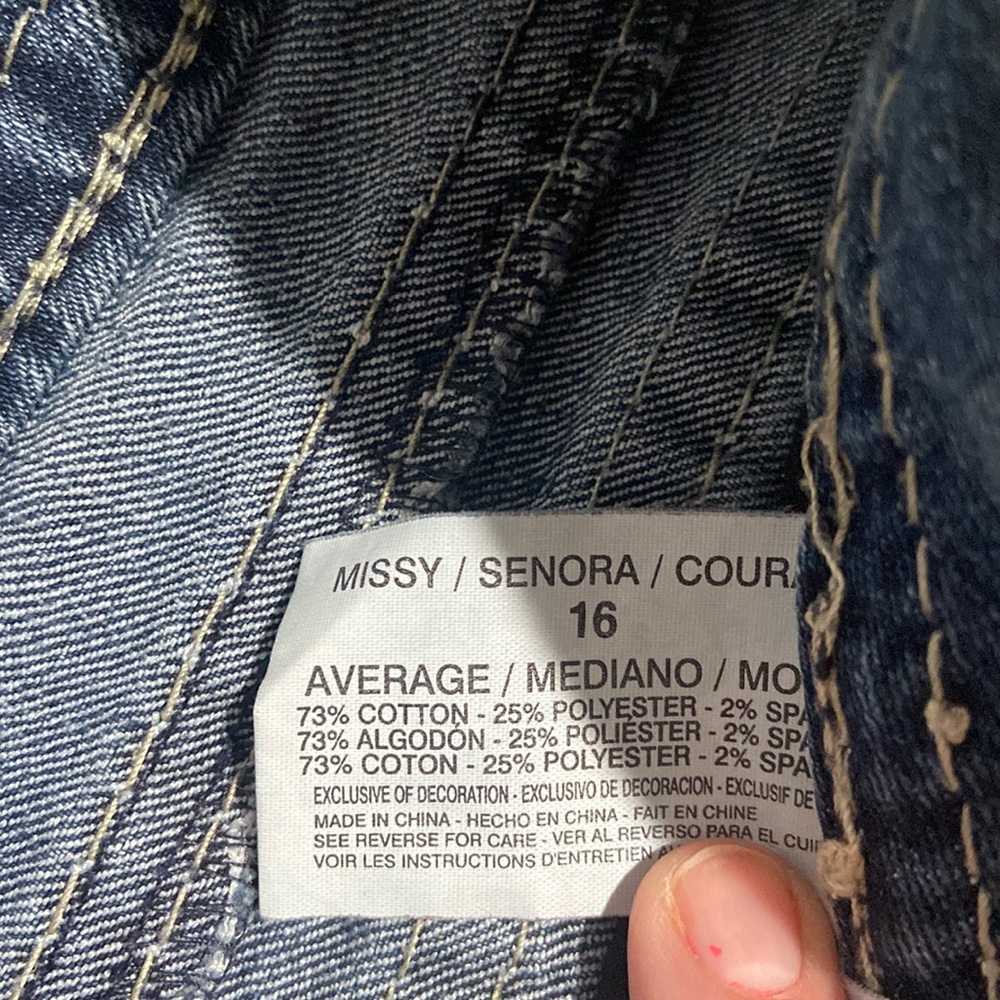 MISSY / SENORA / COURA
16
AVERAGE / MEDIANO / MO
73% COTTON - 25% POLYESTER - 2% SPA
73% ALGODÓN - 25% POLIÉSTER - 2% SPA
73% COTON - 25% POLYESTER - 2% SPA
EXCLUSIVE OF DECORATION - EXCLUSIVO DE DECORACION - EXCLUSIF DE
MADE IN CHINA - HECHO EN CHINA - FAIT EN CHINE
SEE REVERSE FOR CARE - VER AL REVERSO PARA EL CUI
VOIR LES INSTRUCTIONS D'ENTRETIEN